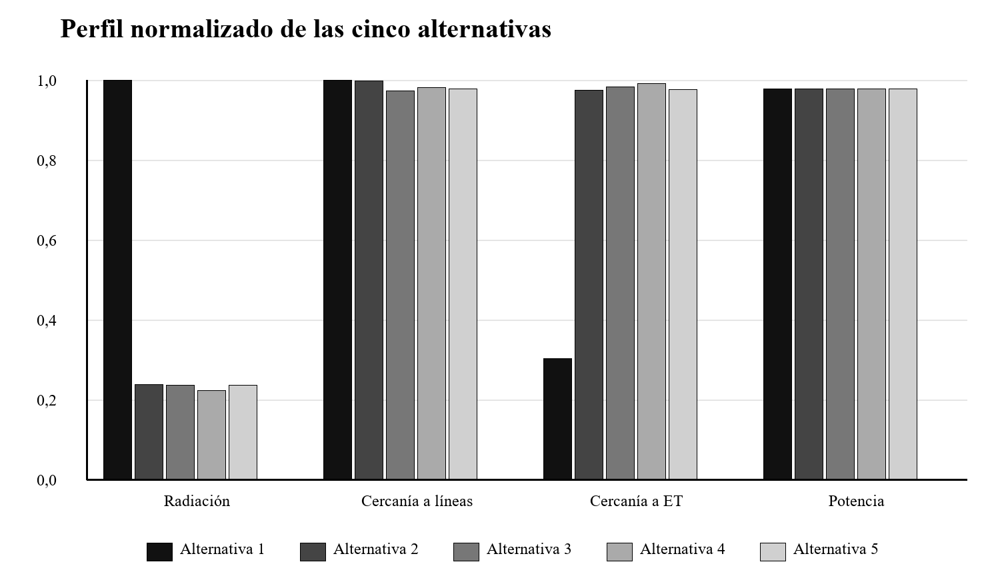 Perfil normalizado de las cinco alternativas
1,0
0,8
0,6
0,4
0,2
0,0
Radiación Cercanía a líneas Cercanía a ET Potencia
Alternativa 1 Alternativa 2 Alternativa 3 Alternativa 4 Alternativa 5